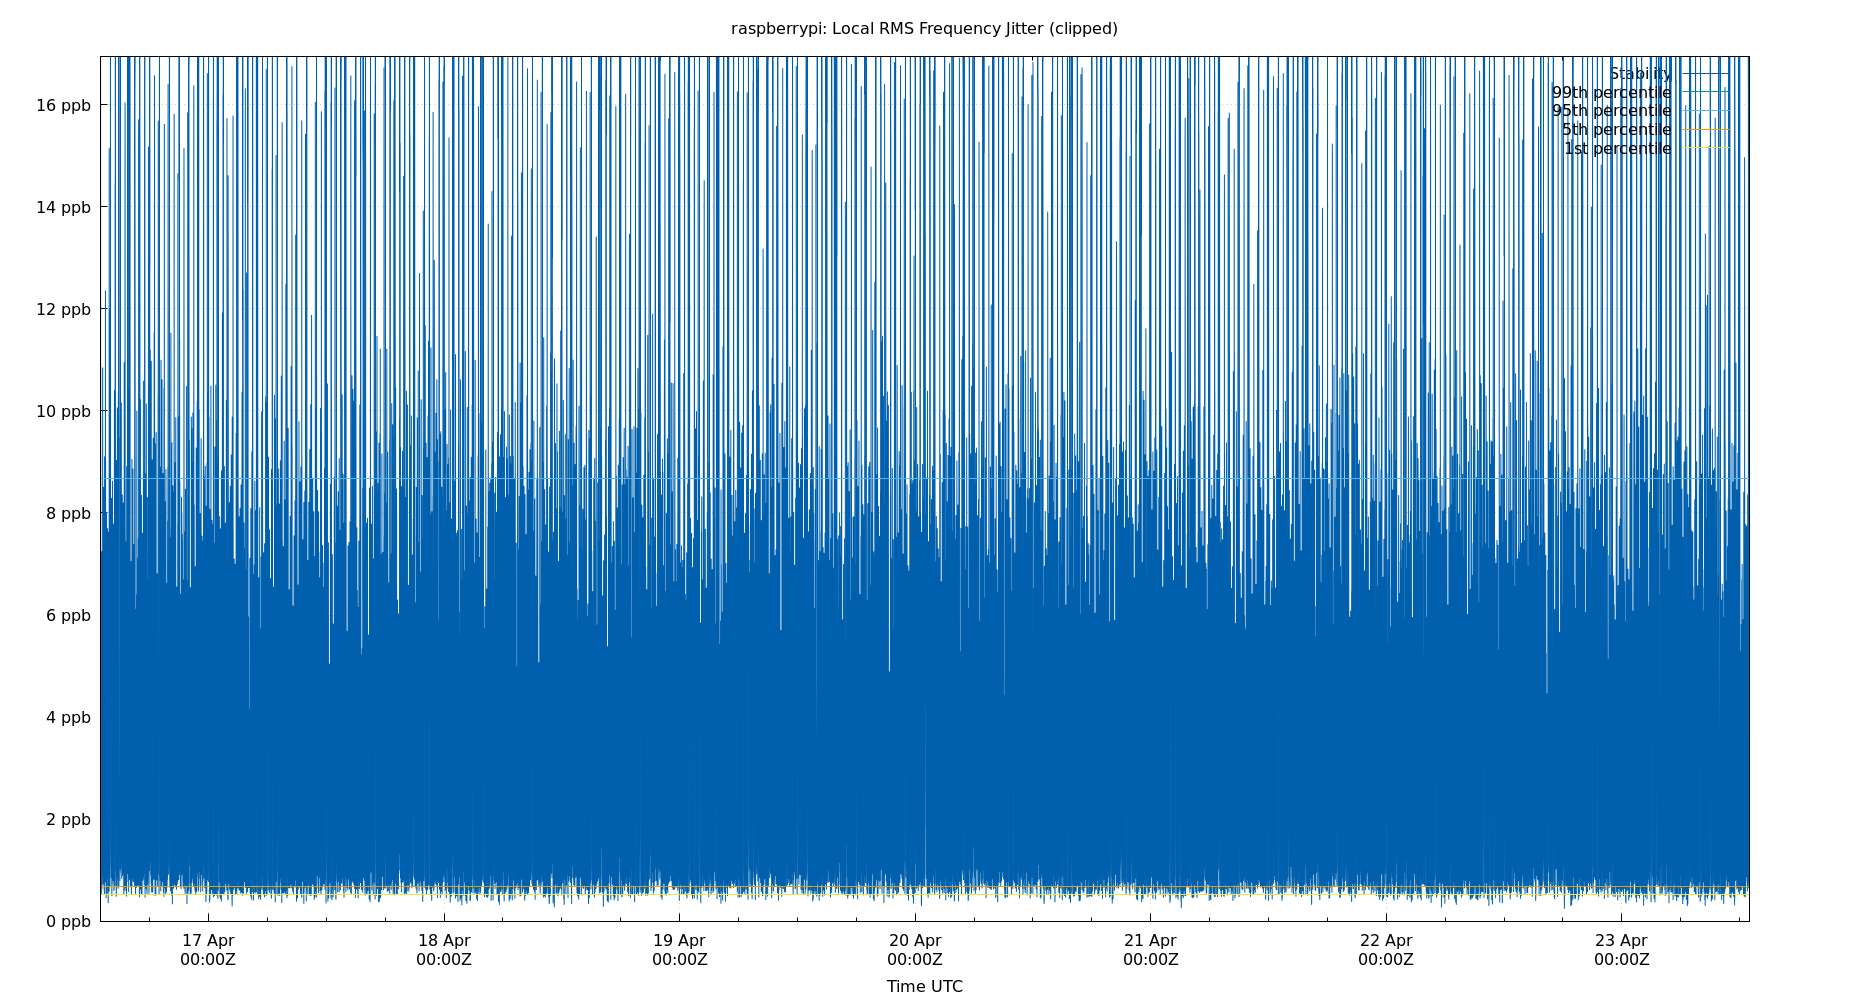 raspberrypi: Local RMS Frequency Jitter (clipped)
Stability
99th percentile
95th percentile
5th percentile
1st percentile
16 ppb
14 ppb
12 ppb
10 ppb
8 ppb
6 ppb
4 ppb
2 ppb
0 ppb
17 Apr 18 Apr 19 Apr 20 Apr 21 Apr 22 Apr 23 Apr
00:00Z 00:00Z 00:00Z 00:00Z 00:00Z 00:00Z 00:00Z
Time UTC